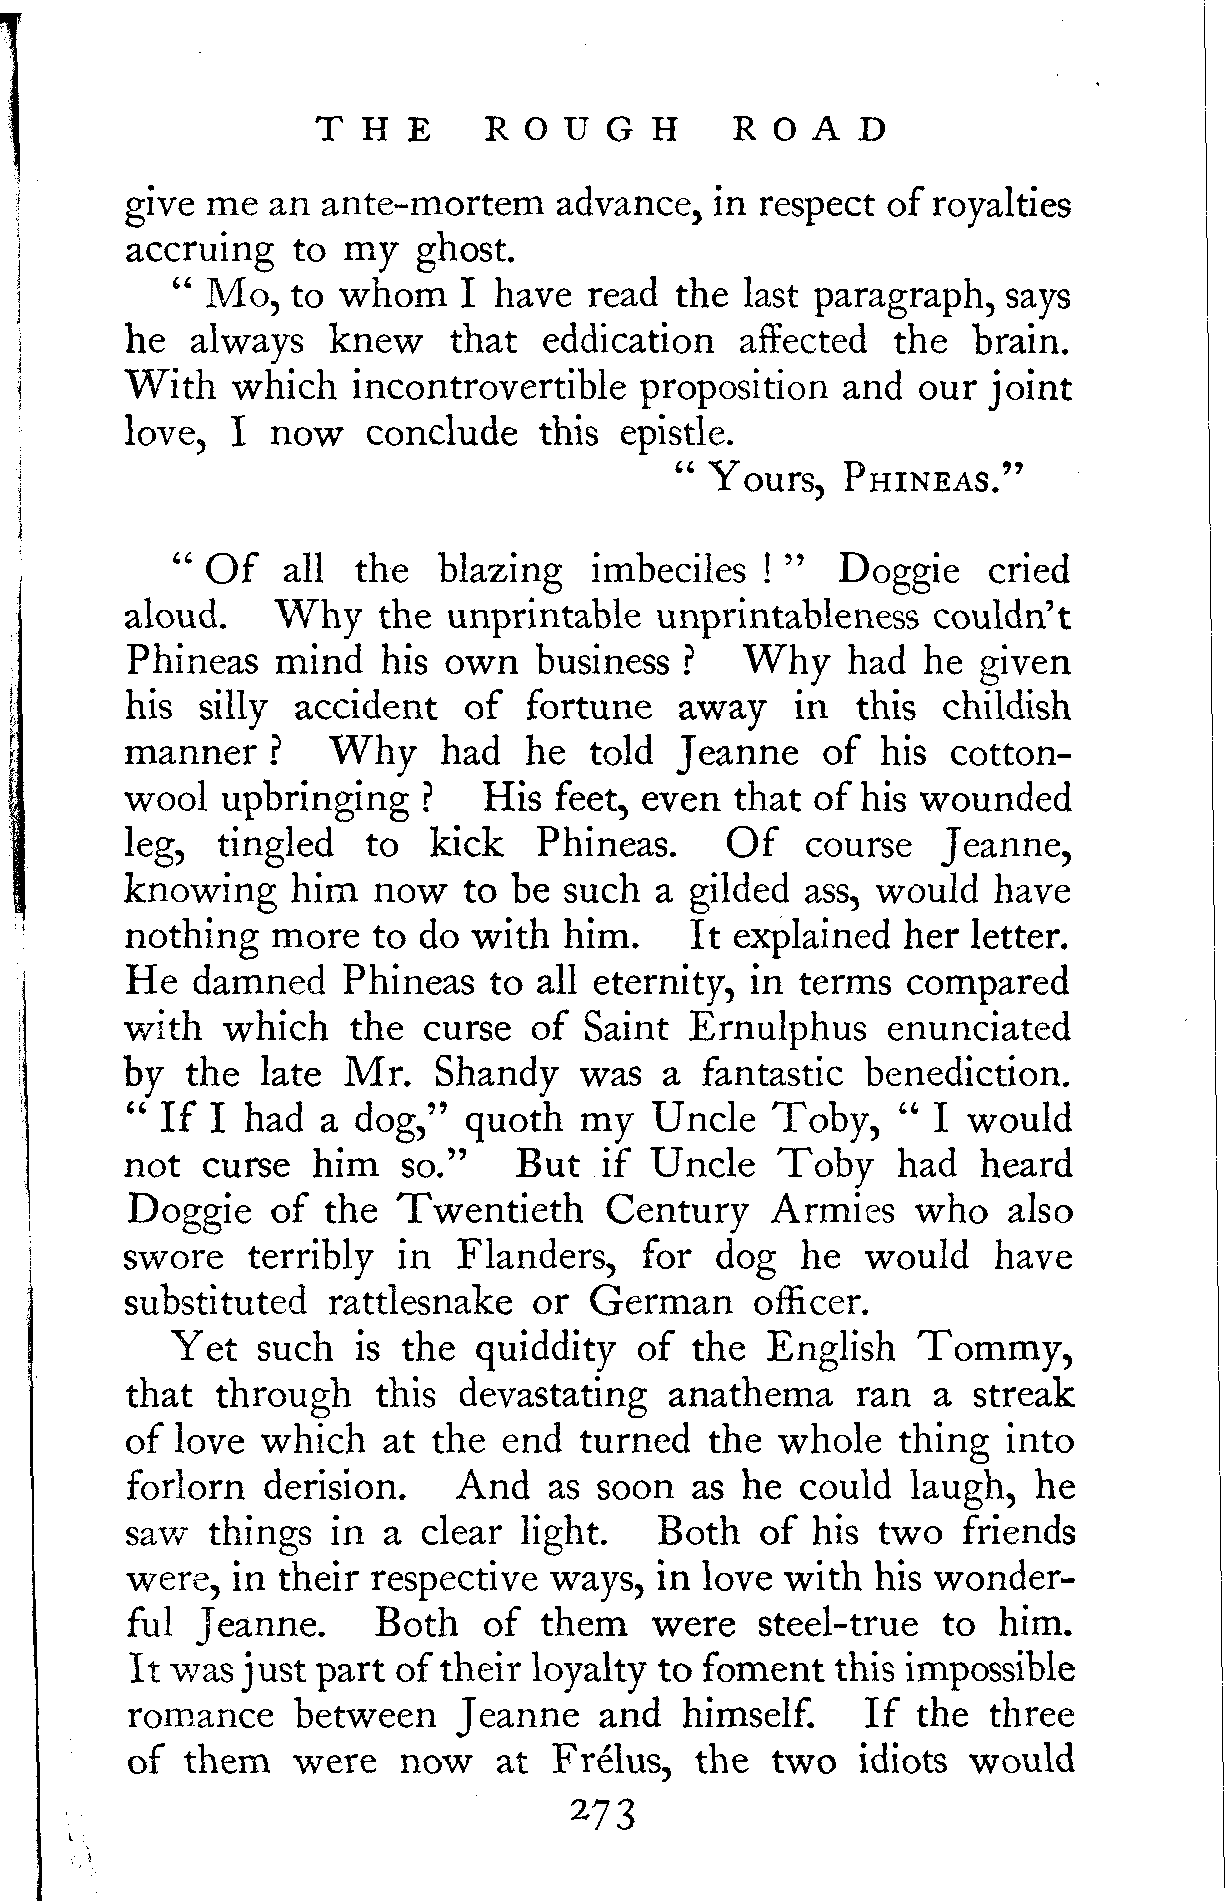 THE ROUGH ROAD
give me an ante-mortem advance, in respect of royalties
accruing to my ghost.
“ Mo, to whom I have read the last paragraph, says
he always knew that eddication affected the brain.
With which incontrovertible proposition and our joint
love, I now conclude this epistle.
“ Yours, PHINEAS.”
“ Of all the blazing imbeciles ! ” Doggie cried
aloud. Why the unprintable unprintableness couldn’t
Phineas mind his own business ? Why had he given
his silly accident of fortune away in this childish
manner ? Why had he told Jeanne of his cotton-
wool upbringing ? His feet, even that of his wounded
leg, tingled to kick Phineas. Of course Jeanne,
knowing him now to be such a gilded ass, would have
nothing more to do with him. It explained her letter.
He damned Phineas to all eternity, in terms compared
with which the curse of Saint Ernulphus enunciated
by the late Mr. Shandy was a fantastic benediction.
“ If I had a dog,” quoth my Uncle Toby, “ I would
not curse him so.” But if Uncle Toby had heard
Doggie of the Twentieth Century Armies who also
swore terribly in Flanders, for dog he would have
substituted rattlesnake or German officer.
Yet such is the quiddity of the English Tommy,
that through this devastating anathema ran a streak
of love which at the end turned the whole thing into
forlorn derision. And as soon as he could laugh, he
saw things in a clear light. Both of his two friends
were, in their respective ways, in love with his wonder-
ful Jeanne. Both of them were steel-true to him.
It was just part of their loyalty to foment this impossible
romance between Jeanne and himself. If the three
of them were now at Frélus, the two idiots would
273